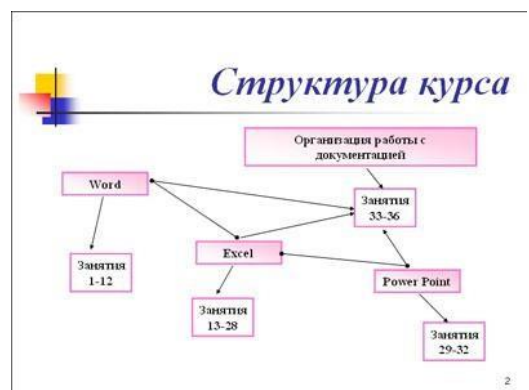 Структура курса
Организация работы с
документацией
Word
Занятия
33-36
Excel
Занятия
1-12
Power Point
Занятия
13-28
Занятия
29-32
2